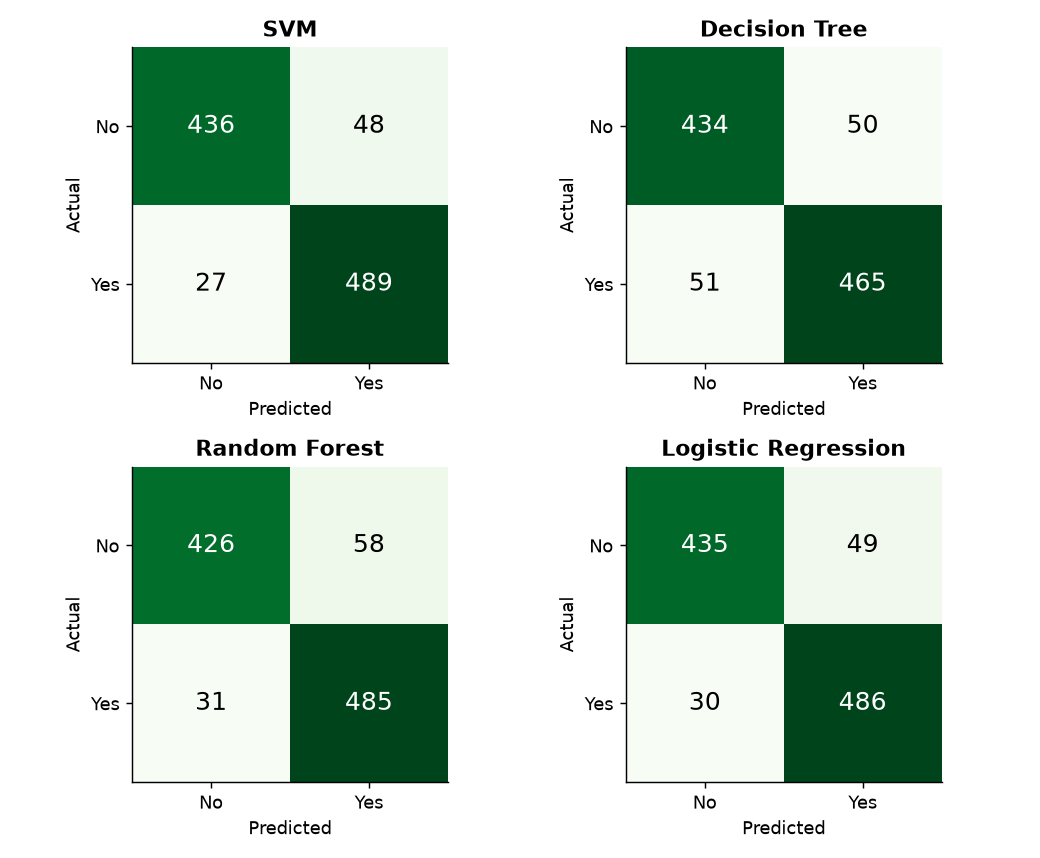 SVM
No 436 48
Actual
Yes 27 489
No Yes
Predicted
Decision Tree
No 434 50
Actual
Yes 51 465
No Yes
Predicted
Random Forest
No 426 58
Actual
Yes 31 485
No Yes
Predicted
Logistic Regression
No 435 49
Actual
Yes 30 486
No Yes
Predicted